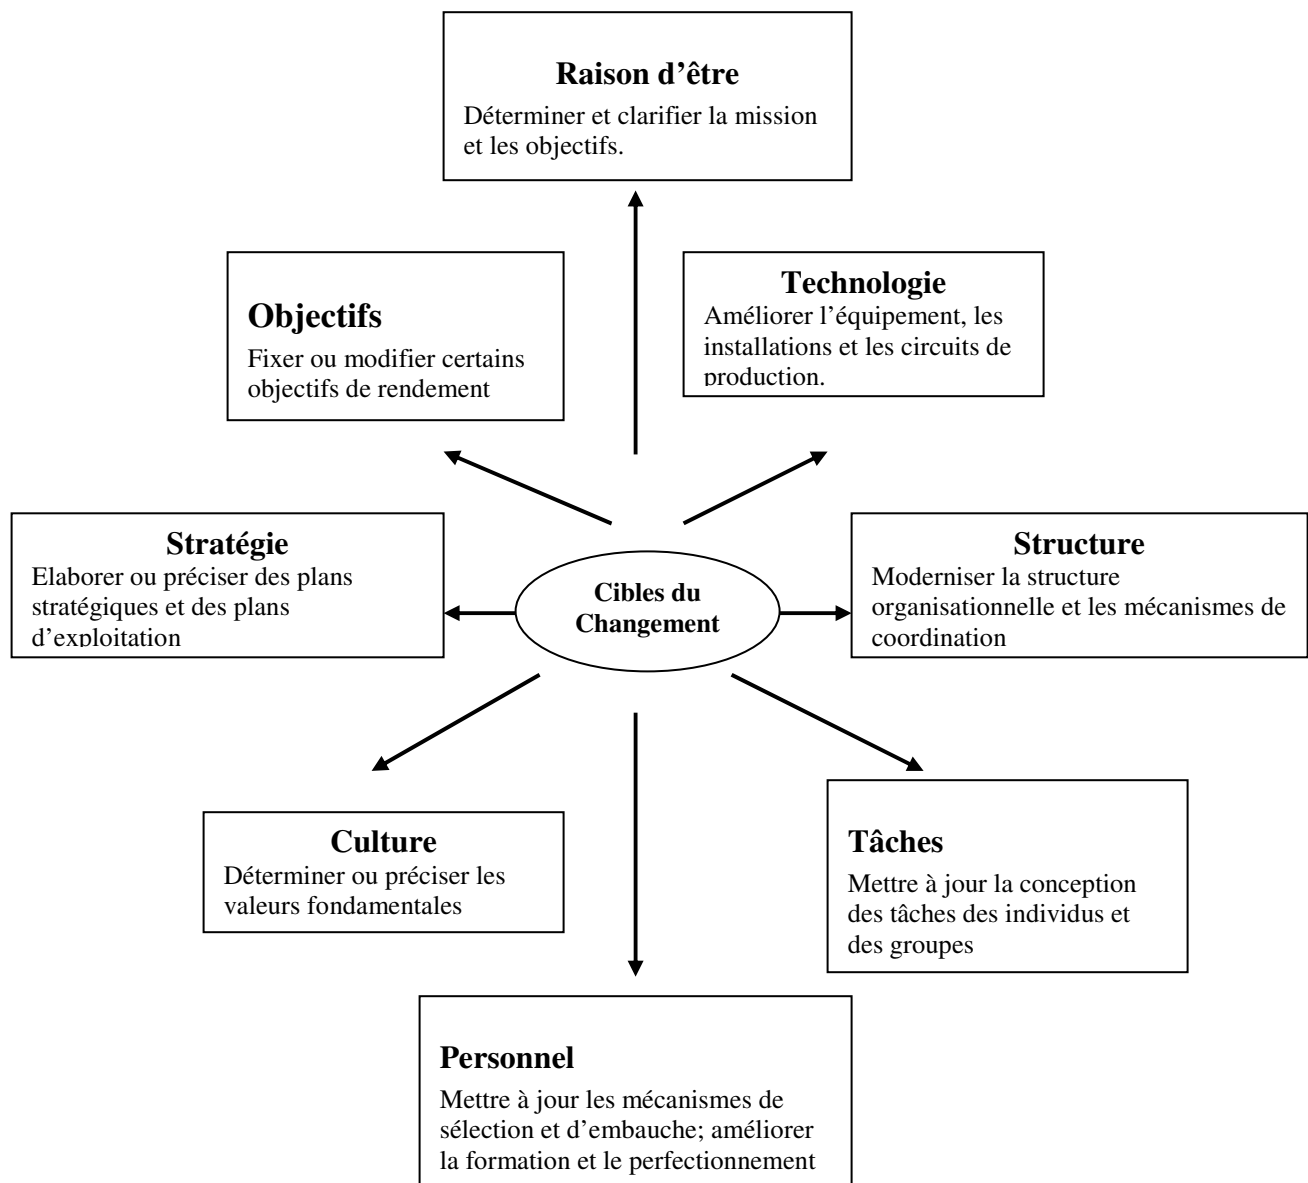 Raison d’être
Déterminer et clarifier la mission
et les objectifs.
Objectifs
Fixer ou modifier certains
objectifs de rendement
Technologie
Améliorer l’équipement, les
installations et les circuits de
production.
Stratégie
Elaborer ou préciser des plans
stratégiques et des plans
d’exploitation
Cibles du
Changement
Structure
Moderniser la structure
organisationnelle et les mécanismes de
coordination
Culture
Déterminer ou préciser les
valeurs fondamentales
Tâches
Mettre à jour la conception
des tâches des individus et
des groupes
Personnel
Mettre à jour les mécanismes de
sélection et d’embauche; améliorer
la formation et le perfectionnement